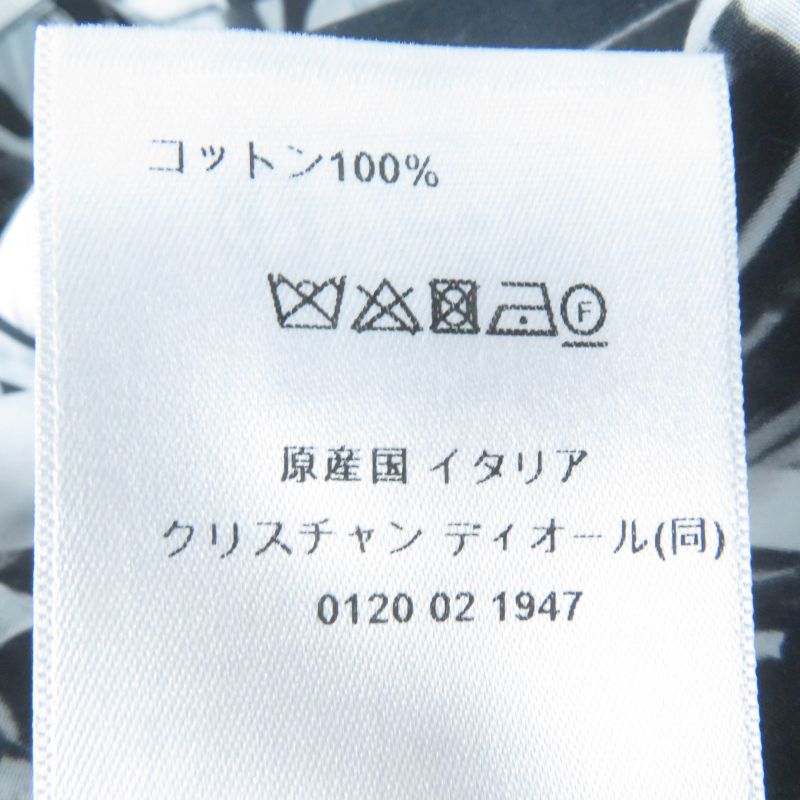 コットン100%
F
原産国 イタリア
クリスチャン ディオール(同)
0120 02 1947